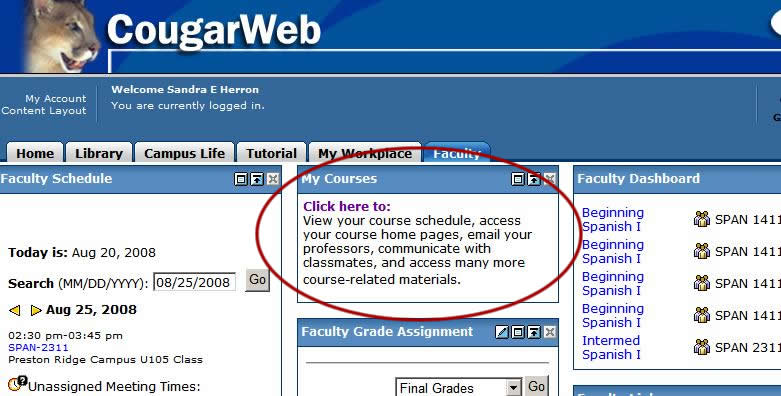 CougarWeb
Welcome Sandra E Herron
You are currently logged in.
My Account
Content Layout
Home
Library
Campus Life
Tutorial
My Workplace
Faculty
Faculty Schedule
Today is: Aug 20, 2008
Search (MM/DD/YYYY): 08/25/2008 Go
Aug 25, 2008
02:30 pm-03:45 pm
SPAN-2311
Preston Ridge Campus U105 Class
Unassigned Meeting Times:
My Courses
Click here to:
View your course schedule, access
your course home pages, email your
professors, communicate with
classmates, and access many more
course-related materials.
Faculty Grade Assignment
Final Grades Go
Faculty Dashboard
Beginning
Spanish I
SPAN 1411
Beginning
Spanish I
SPAN 1411
Beginning
Spanish I
SPAN 1411
Beginning
Spanish I
SPAN 1411
Intermed
Spanish I
SPAN 2311